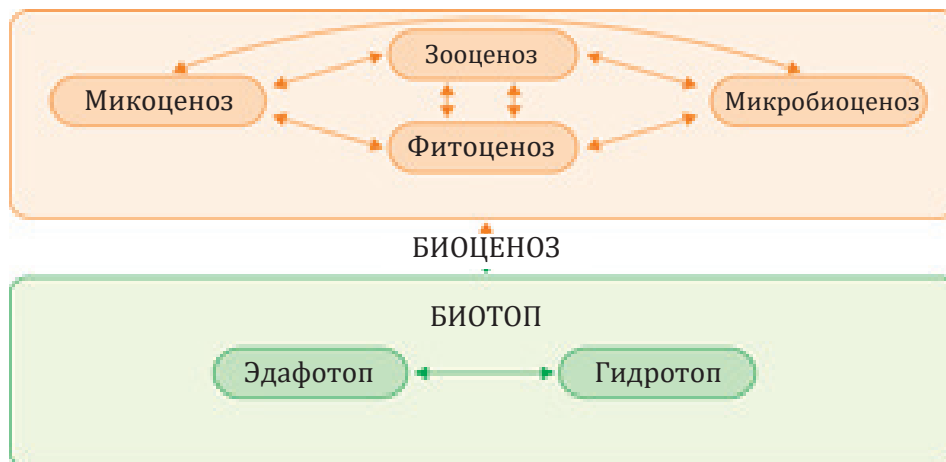 Зооценоз
Микоценоз
Микробиоценоз
Фитоценоз
БИОЦЕНОЗ
БИОТОП
Эдафотоп
Гидротоп